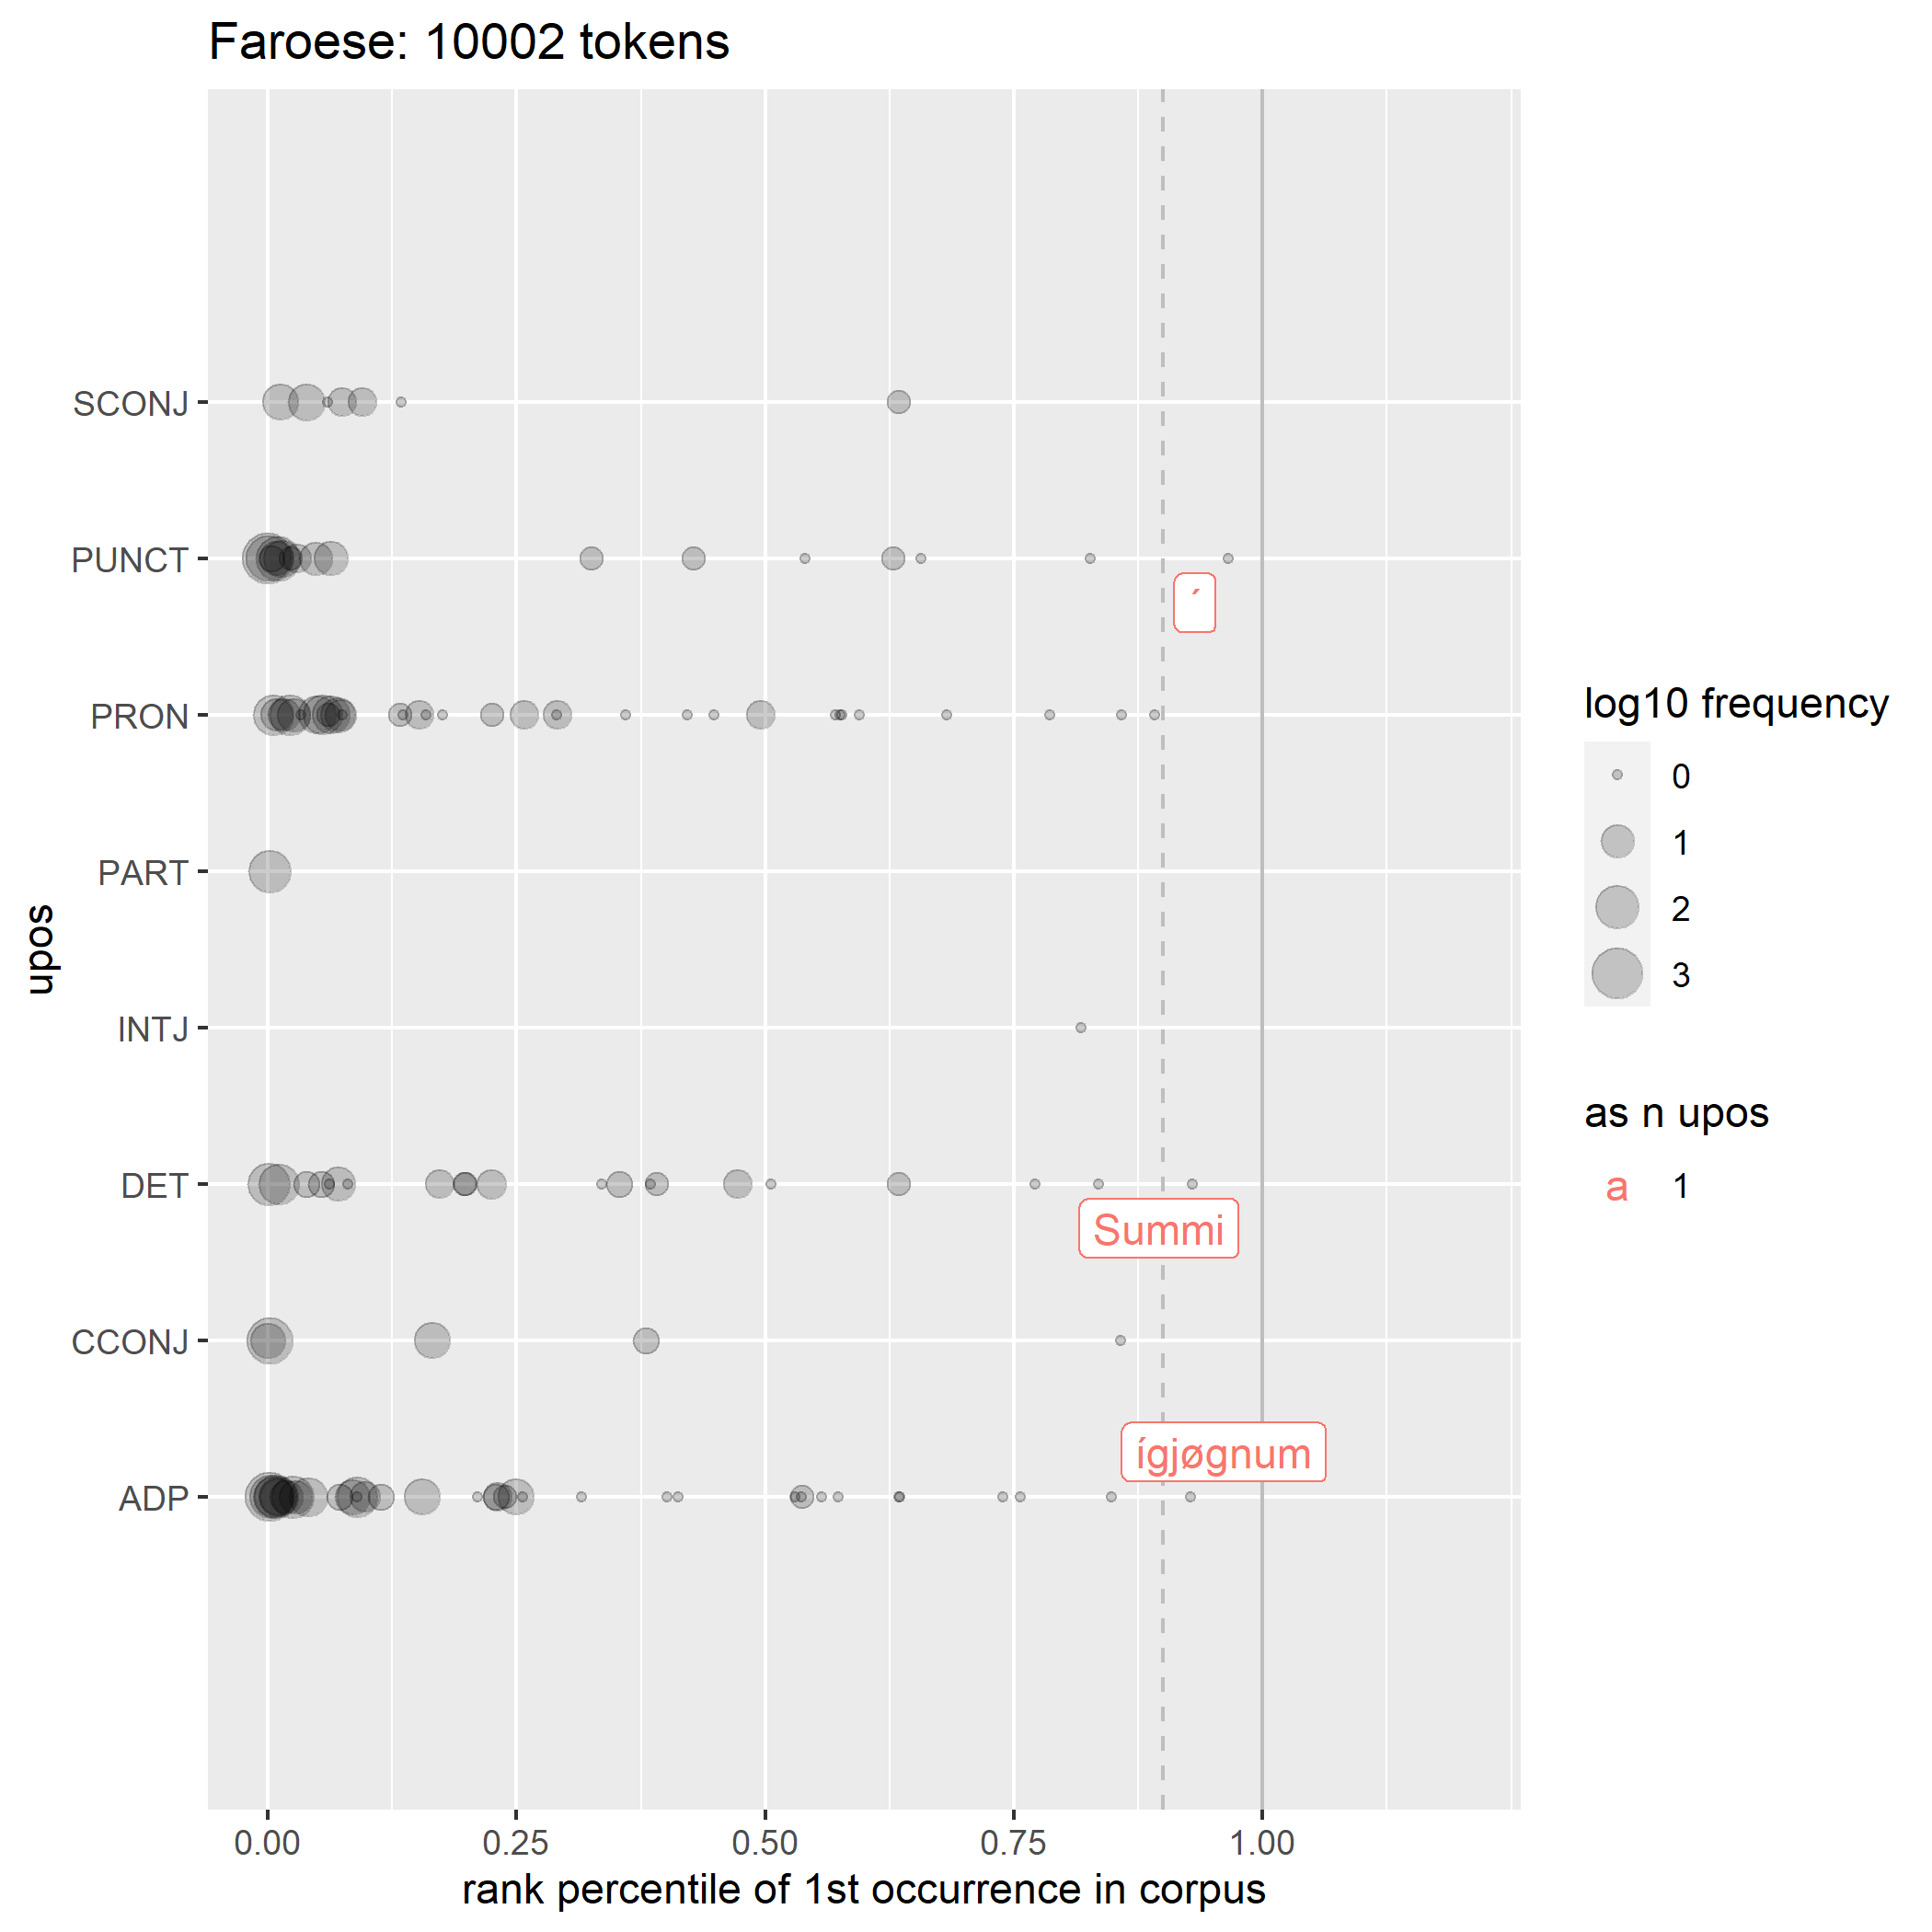 Faroese: 10002 tokens
upos
SCONJ
PUNCT
PRON
PART
INTJ
DET
CCONJ
ADP
´
Summi
ígjøgnum
0.00 0.25 0.50 0.75 1.00
rank percentile of 1st occurrence in corpus
log10 frequency
0
1
2
3
as n upos
a 1